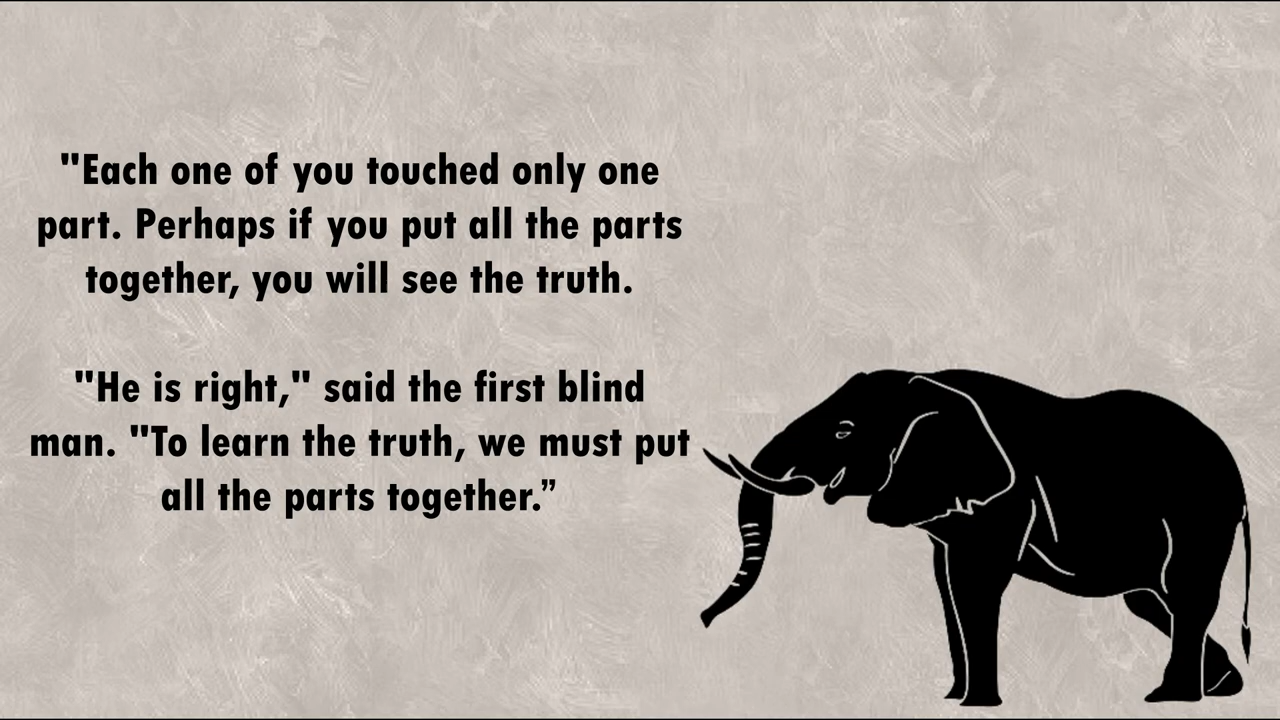 "Each one of you touched only one
part. Perhaps if you put all the parts
together, you will see the truth.
"He is right," said the first blind
man. "To learn the truth, we must put
all the parts together.”